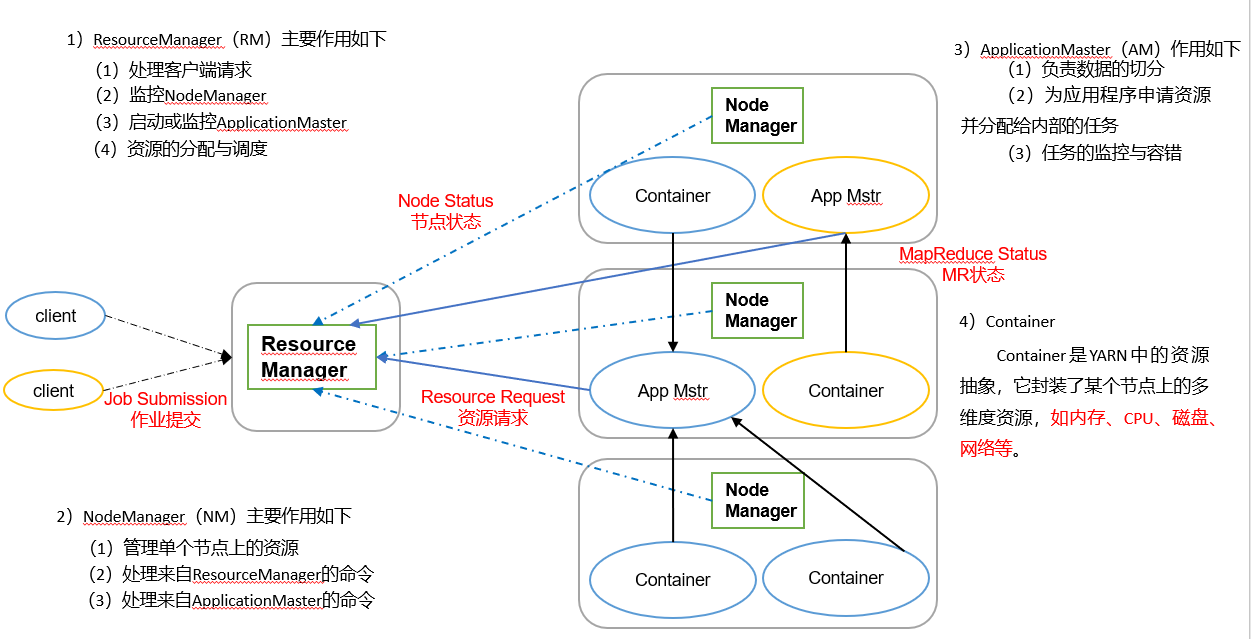 1）ResourceManager（RM）主要作用如下
（1）处理客户端请求
（2）监控NodeManager
（3）启动或监控ApplicationMaster
（4）资源的分配与调度
3）ApplicationMaster（AM）作用如下
（1）负责数据的切分
（2）为应用程序申请资源
并分配给内部的任务
（3）任务的监控与容错
Node
Manager
Container
App Mstr
Node Status
节点状态
MapReduce Status
MR状态
Node
Manager
client
Resource
Manager
client
Job Submission
作业提交
App Mstr
Container
Resource Request
资源请求
4）Container
Container是YARN中的资源
抽象，它封装了某个节点上的多
维度资源，如内存、CPU、磁盘、
网络等。
Node
Manager
Container
Container
2）NodeManager（NM）主要作用如下
（1）管理单个节点上的资源
（2）处理来自ResourceManager的命令
（3）处理来自ApplicationMaster的命令